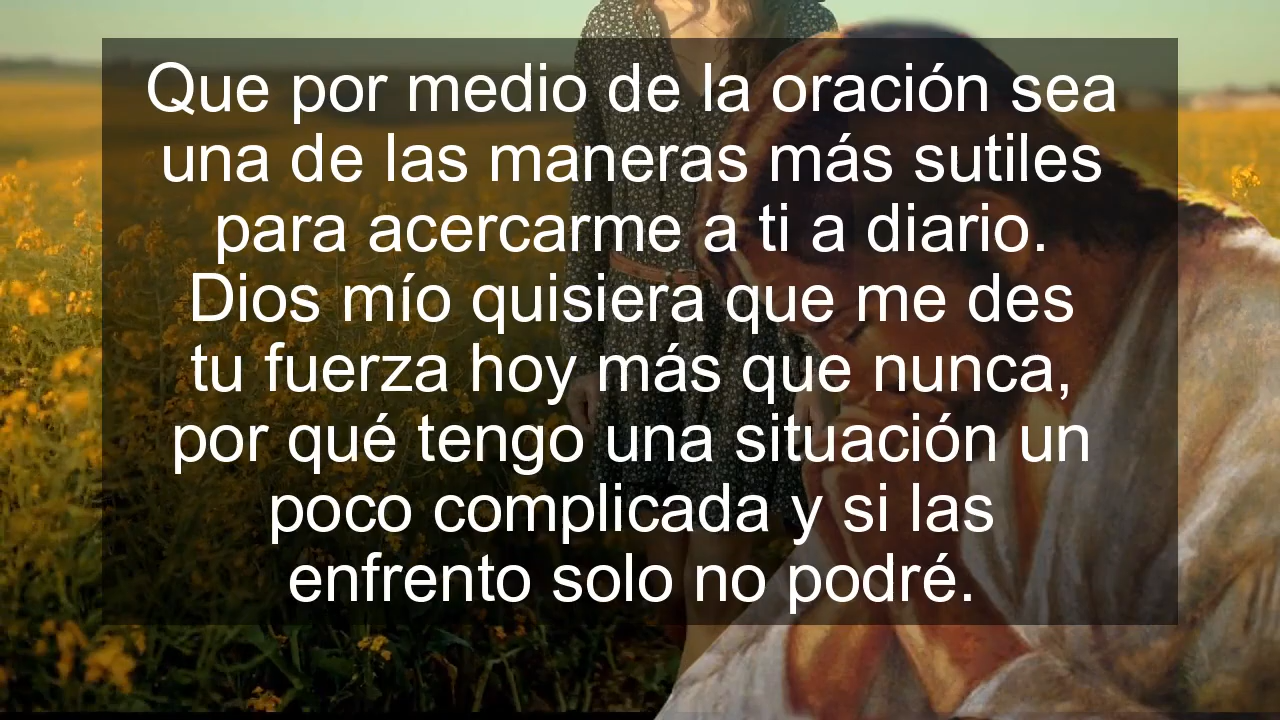 Que por medio de la oración sea
una de las maneras más sutiles
para acercarme a ti a diario.
Dios mío quisiera que me des
tu fuerza hoy más que nunca,
por qué tengo una situación un
poco complicada y si las
enfrento solo no podré.